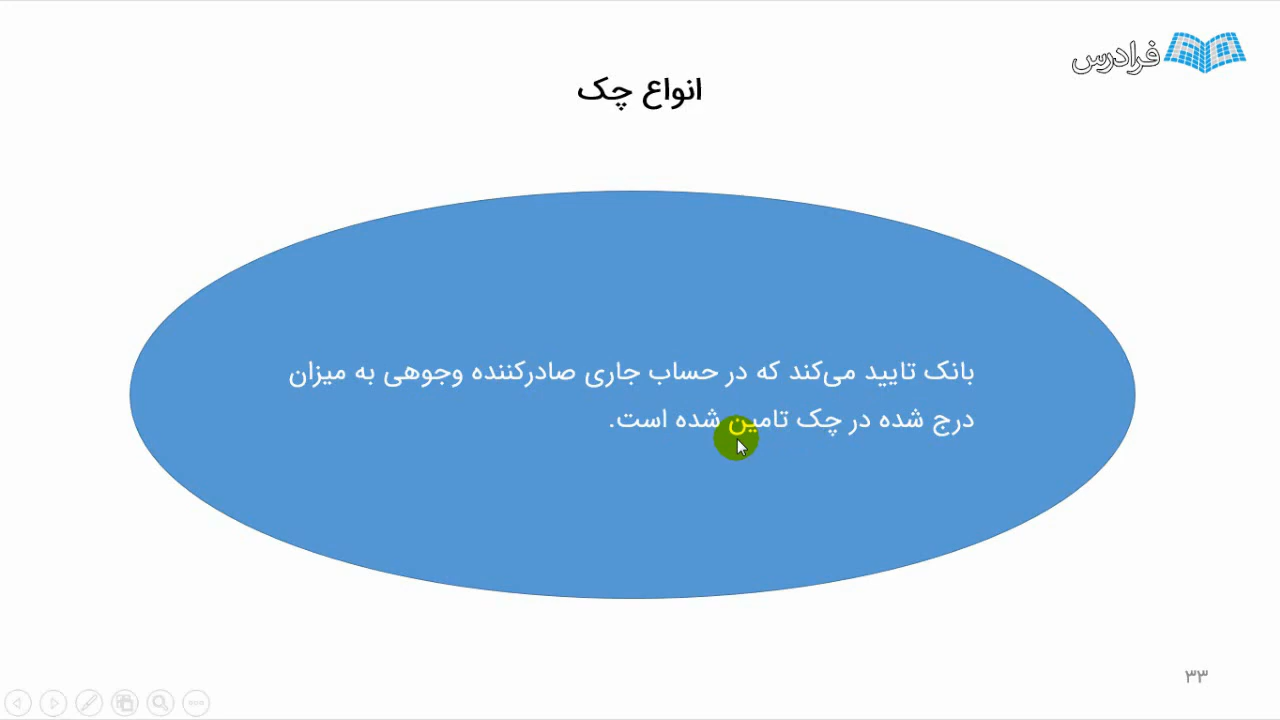 فرادرس
انواع چک
بانک تایید می‌کند که در حساب جاری صادرکننده وجوهی به میزان
درج شده در چک تامین شده است.
۳۳